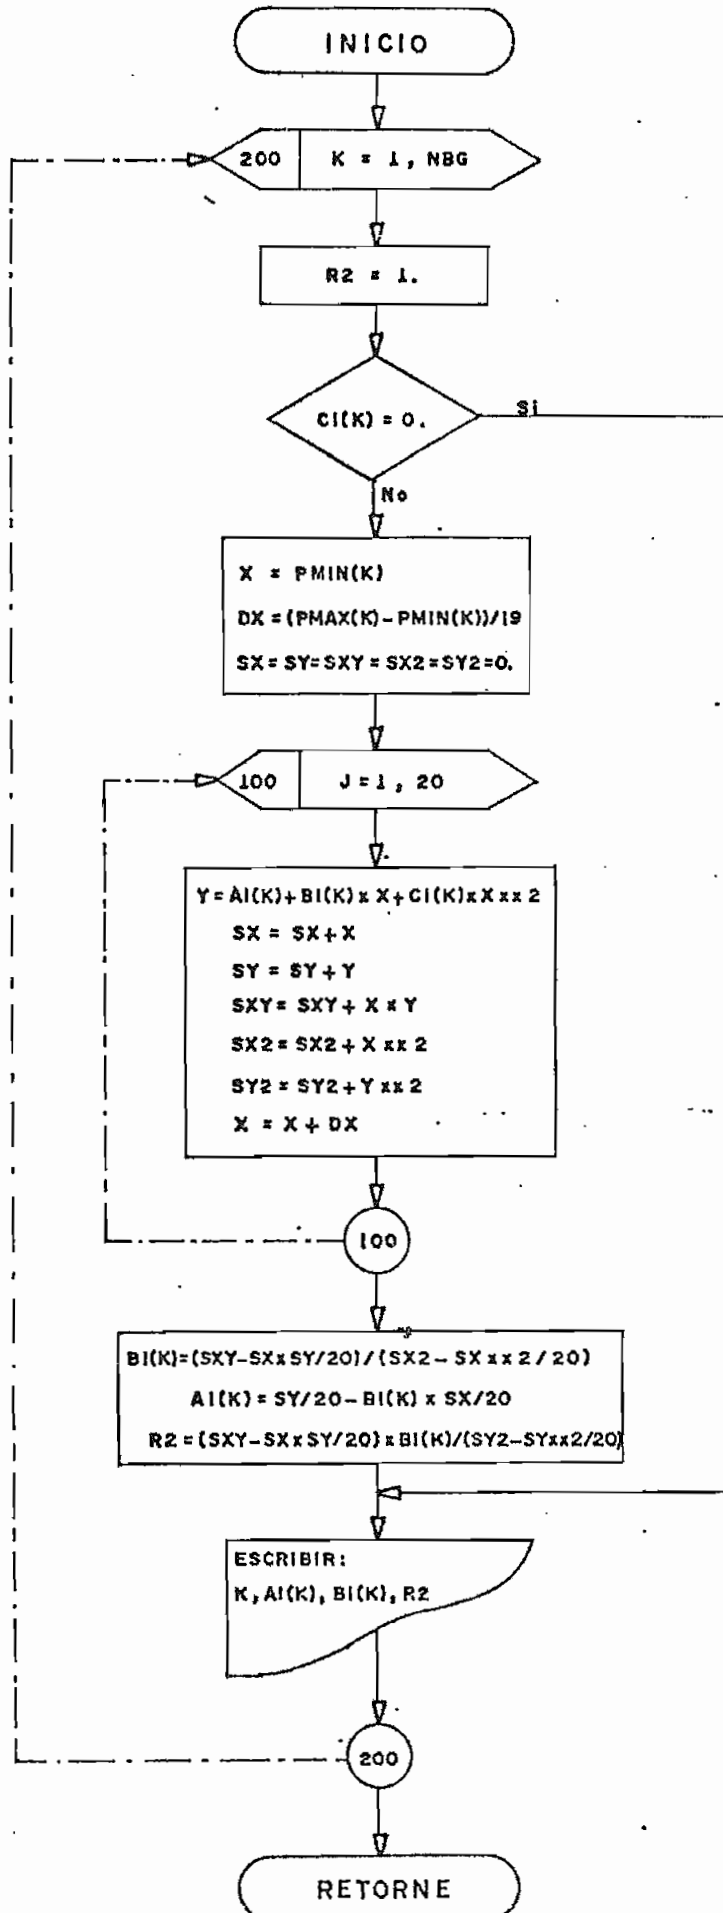 INICIO
200 K = 1, NBG
R2 = 1.
CI(K) = 0.
Si
No
X = PMIN(K)
DX = (PMAX(K)-PMIN(K))/19
SX = SY = SXY = SX2 = SY2 = 0.
100 J = 1, 20
Y = AI(K) + BI(K) x X + CI(K) x X xx 2
SX = SX + X
SY = SY + Y
SXY = SXY + X x Y
SX2 = SX2 + X xx 2
SY2 = SY2 + Y xx 2
X = X + DX
100
BI(K) = (SXY-SX x SY/20)/(SX2-SX xx 2/20)
AI(K) = SY/20 - BI(K) x SX/20
R2 = (SXY-SX x SY/20) x BI(K)/(SY2-SY xx 2/20)
ESCRIBIR:
K, AI(K), BI(K), R2
200
RETORNE